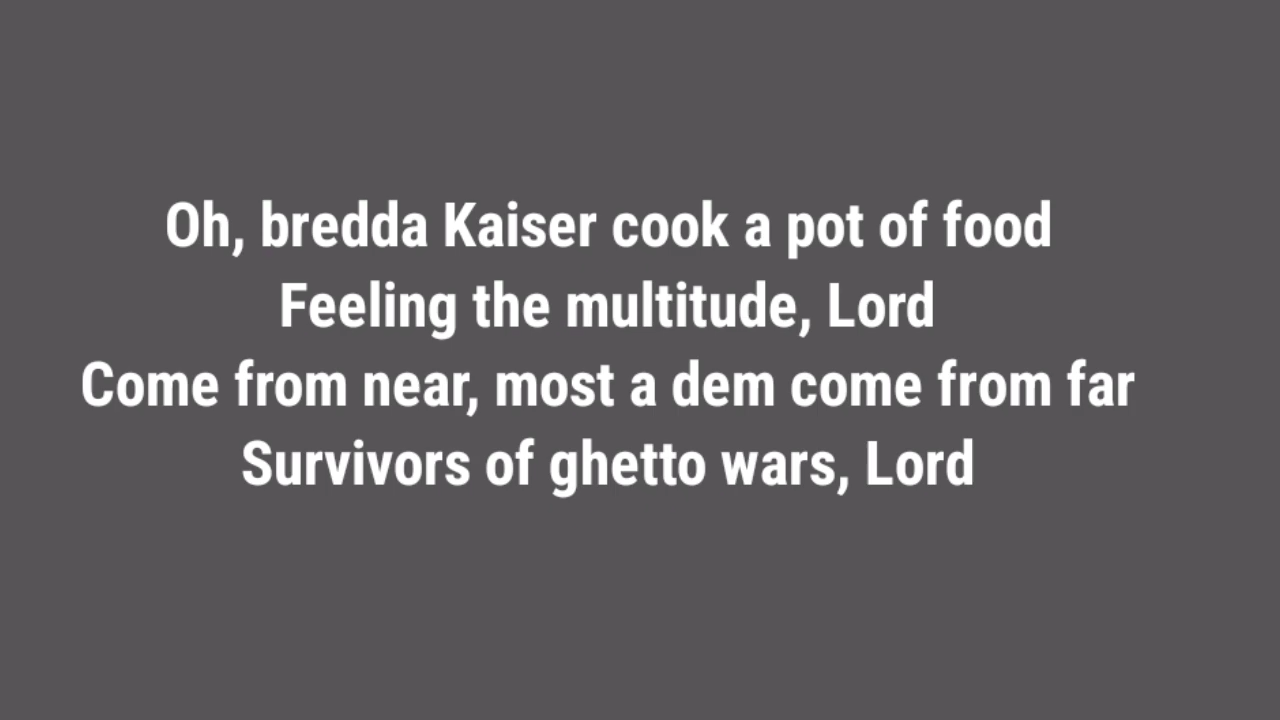 Oh, bredda Kaiser cook a pot of food
Feeling the multitude, Lord
Come from near, most a dem come from far
Survivors of ghetto wars, Lord